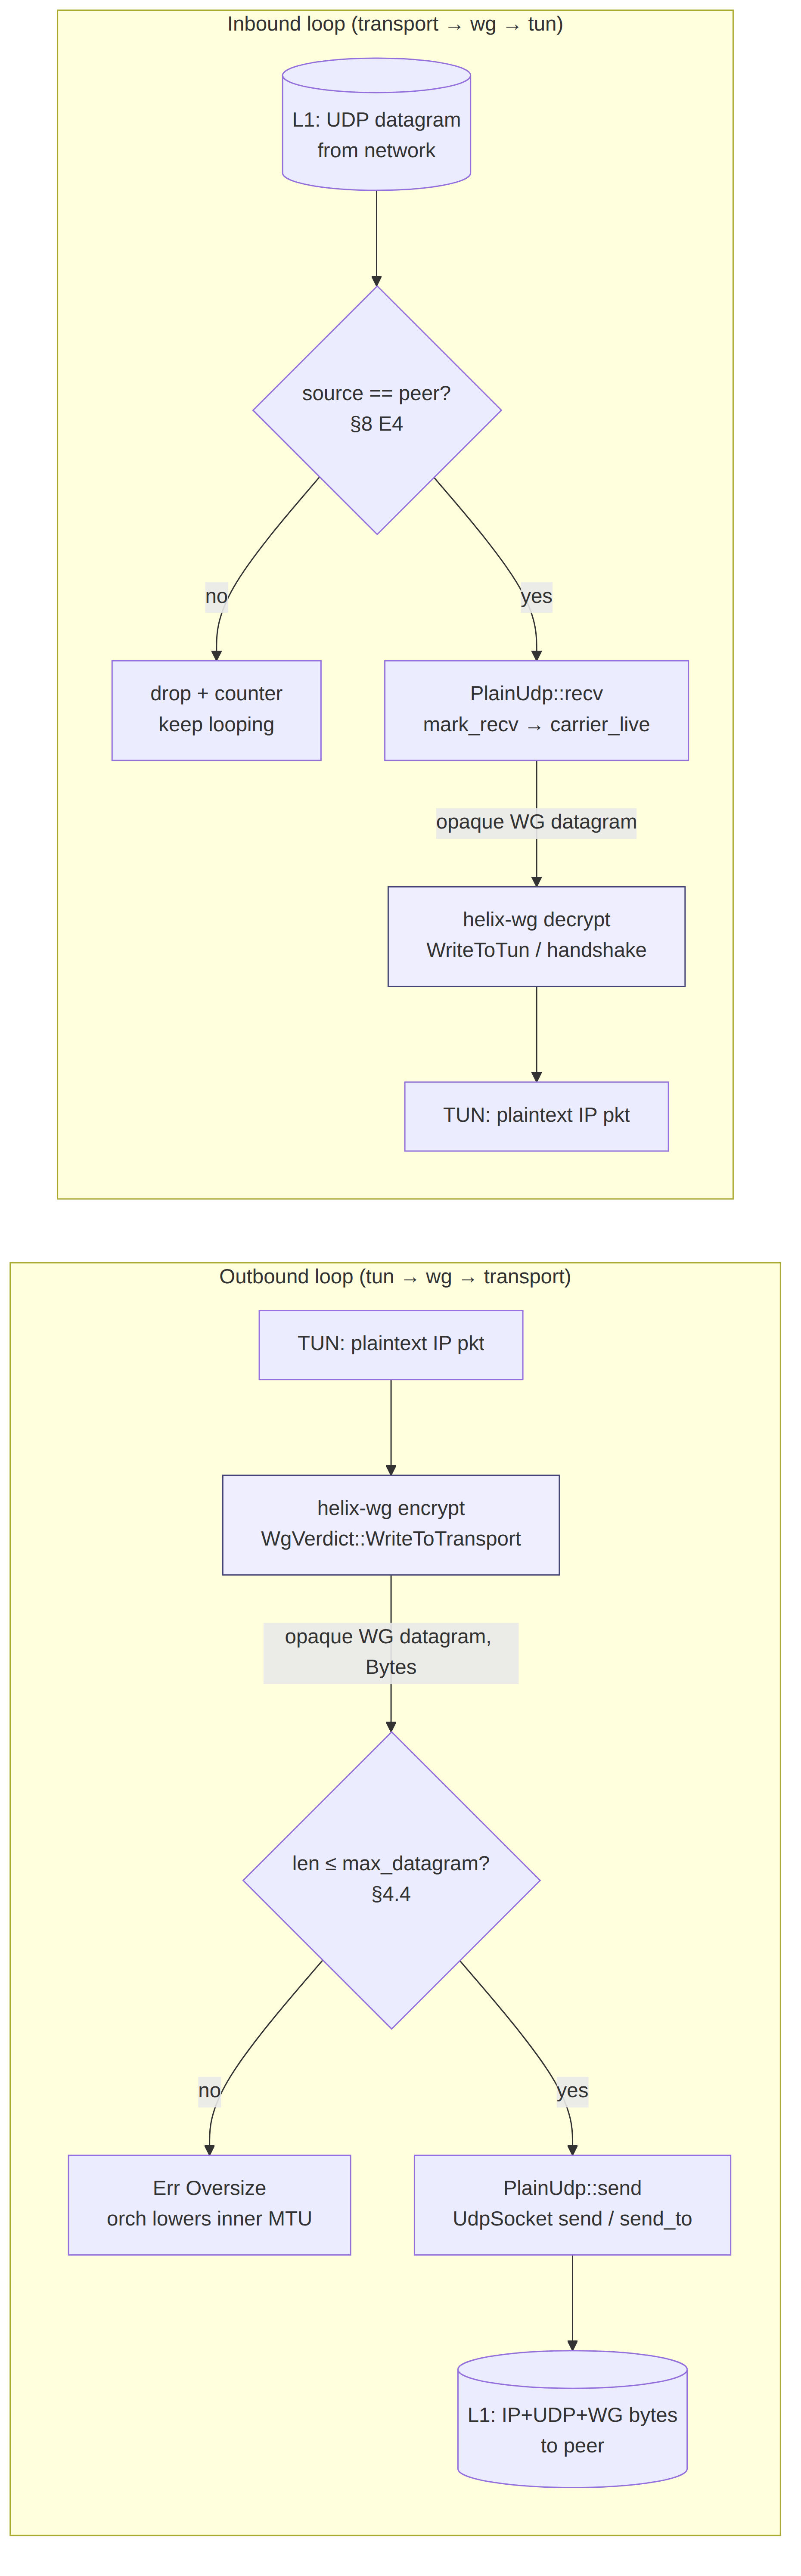 Inbound loop (transport → wg → tun)
L1: UDP datagram
from network
source == peer?
§8 E4
no
yes
drop + counter
keep looping
PlainUdp::recv
mark_recv → carrier_live
opaque WG datagram
helix-wg decrypt
WriteToTun / handshake
TUN: plaintext IP pkt
Outbound loop (tun → wg → transport)
TUN: plaintext IP pkt
helix-wg encrypt
WgVerdict::WriteToTransport
opaque WG datagram,
Bytes
len ≤ max_datagram?
§4.4
no
yes
Err Oversize
orch lowers inner MTU
PlainUdp::send
UdpSocket send / send_to
L1: IP+UDP+WG bytes
to peer